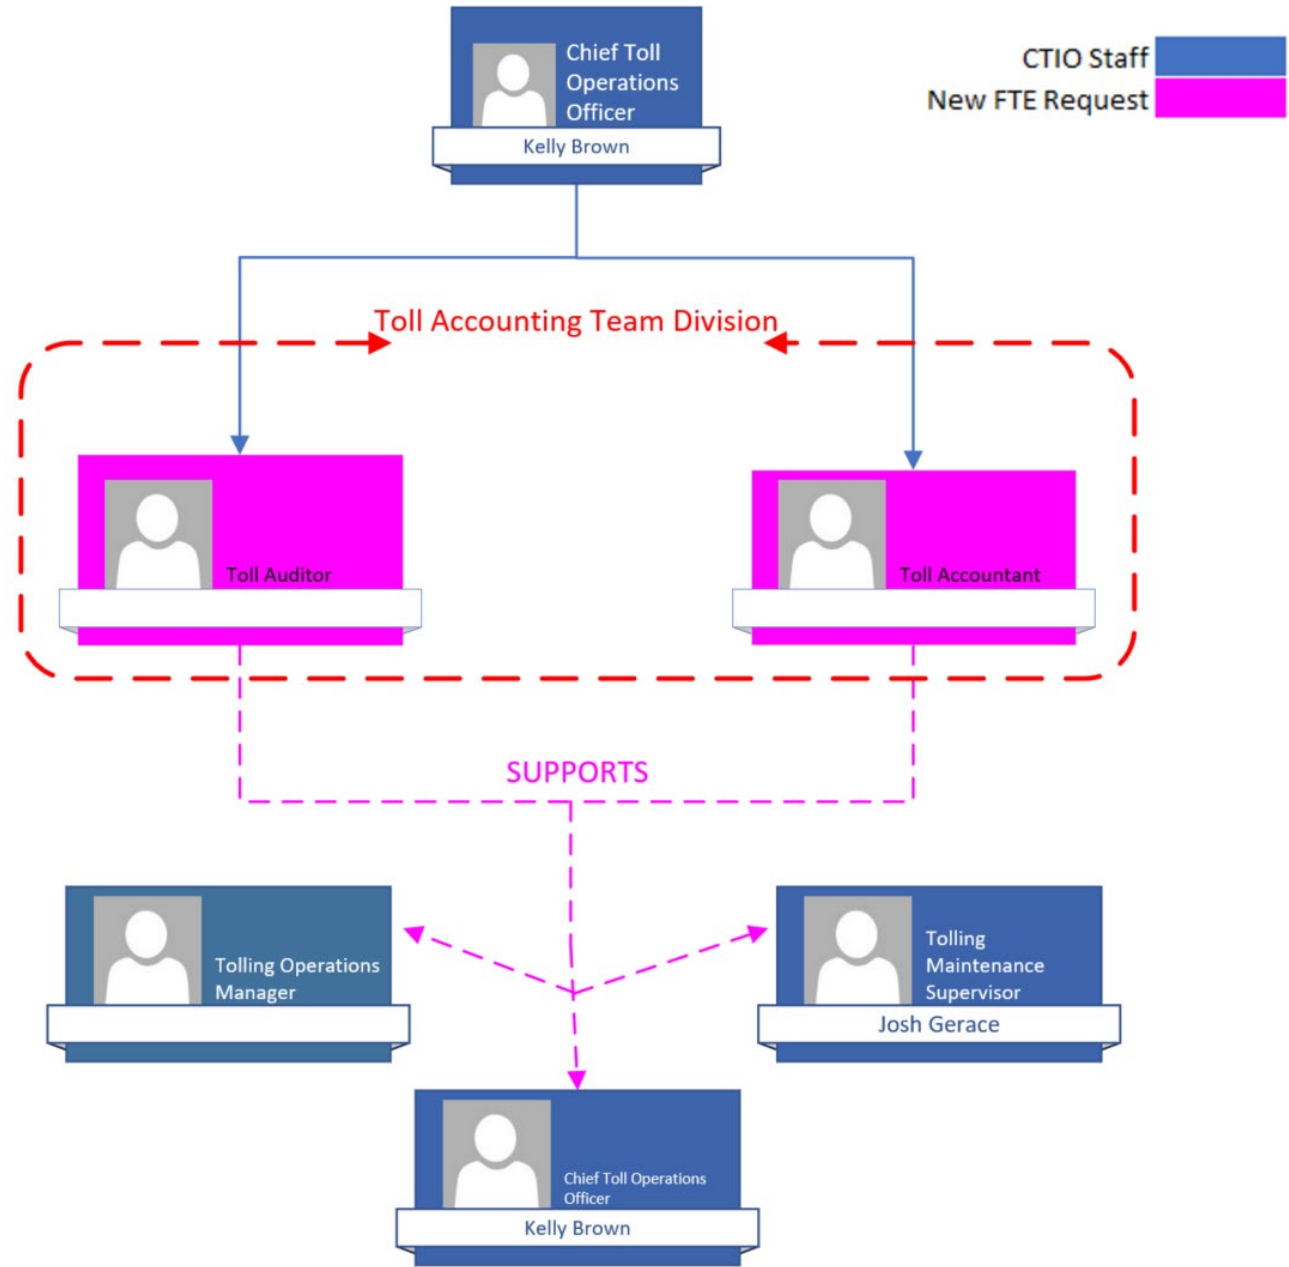 Chief Toll
Operations
Officer
Kelly Brown
CTIO Staff
New FTE Request
Toll Accounting Team Division
Toll Auditor
Toll Accountant
SUPPORTS
Tolling Operations
Manager
Tolling
Maintenance
Supervisor
Josh Gerace
Chief Toll Operations
Officer
Kelly Brown